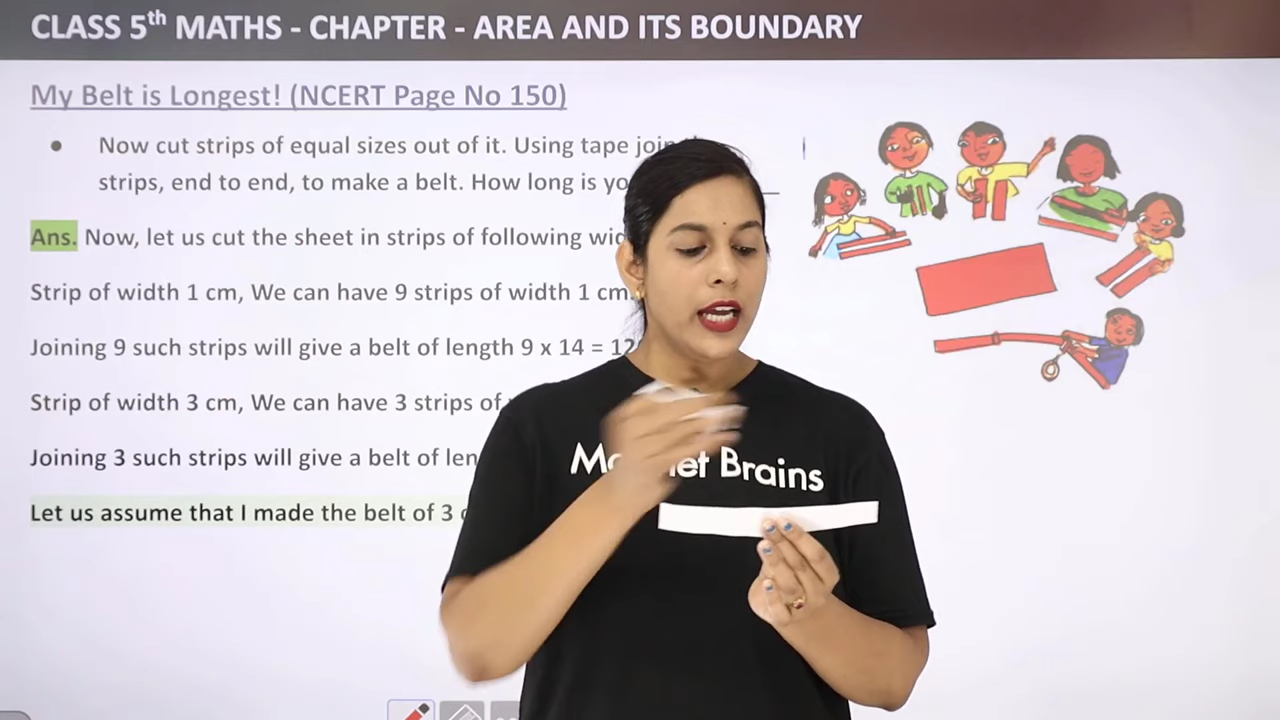 CLASS 5th MATHS - CHAPTER - AREA AND ITS BOUNDARY
My Belt is Longest! (NCERT Page No 150)
• Now cut strips of equal sizes out of it. Using tape join
strips, end to end, to make a belt. How long is
Ans. Now, let us cut the sheet in strips of following
Strip of width 1 cm, We can have 9 strips of width 1 cm.
Joining 9 such strips will give a belt of length 9 x 14 =
Strip of width 3 cm, We can have 3 strips of
Joining 3 such strips will give a belt of
Let us assume that I made the belt of 3
Brains